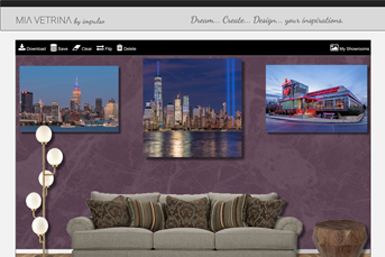 MIA VETRINA by impulse
Dream... Create... Design... your inspirations.
Download Save Clear Flip Delete My Showrooms